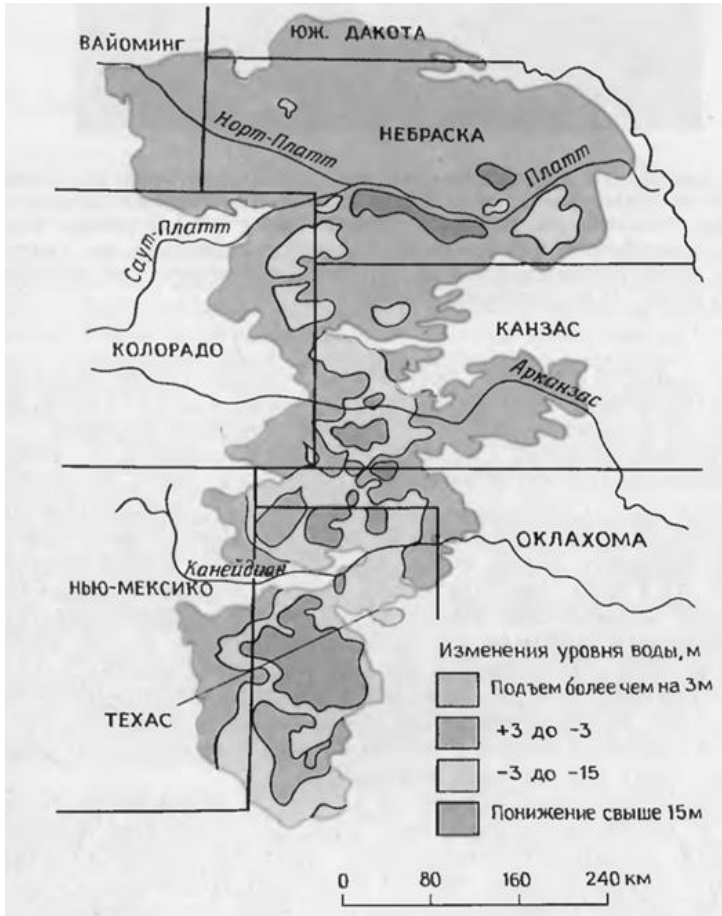 ЮЖ. ДАКОТА
ВАЙОМИНГ
НЕБРАСКА
Норт-Платт
Платт
Саут-Платт
КАНЗАС
КОЛОРАДО
Арканзас
ОКЛАХОМА
Канейдиан
НЬЮ-МЕКСИКО
ТЕХАС
Изменения уровня воды, м
Подъем более чем на 3м
+3 до -3
-3 до -15
Понижение свыше 15м
0 80 160 240 км